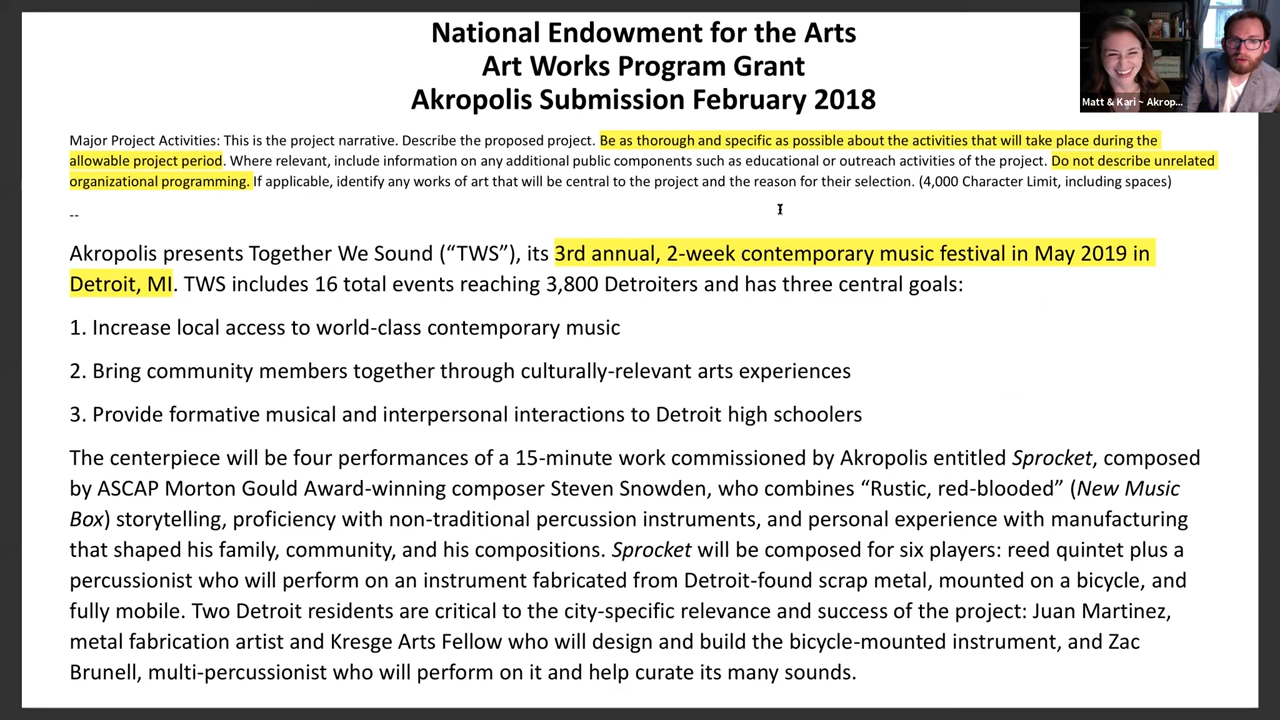 National Endowment for the Arts
Art Works Program Grant
Akropolis Submission February 2018
Matt & Kari ~ Akrop...
Major Project Activities: This is the project narrative. Describe the proposed project. Be as thorough and specific as possible about the activities that will take place during the
allowable project period. Where relevant, include information on any additional public components such as educational or outreach activities of the project. Do not describe unrelated
organizational programming. If applicable, identify any works of art that will be central to the project and the reason for their selection. (4,000 Character Limit, including spaces)
--
Akropolis presents Together We Sound (“TWS”), its 3rd annual, 2-week contemporary music festival in May 2019 in
Detroit, MI. TWS includes 16 total events reaching 3,800 Detroiters and has three central goals:
1. Increase local access to world-class contemporary music
2. Bring community members together through culturally-relevant arts experiences
3. Provide formative musical and interpersonal interactions to Detroit high schoolers
The centerpiece will be four performances of a 15-minute work commissioned by Akropolis entitled Sprocket, composed
by ASCAP Morton Gould Award-winning composer Steven Snowden, who combines “Rustic, red-blooded” (New Music
Box) storytelling, proficiency with non-traditional percussion instruments, and personal experience with manufacturing
that shaped his family, community, and his compositions. Sprocket will be composed for six players: reed quintet plus a
percussionist who will perform on an instrument fabricated from Detroit-found scrap metal, mounted on a bicycle, and
fully mobile. Two Detroit residents are critical to the city-specific relevance and success of the project: Juan Martinez,
metal fabrication artist and Kresge Arts Fellow who will design and build the bicycle-mounted instrument, and Zac
Brunell, multi-percussionist who will perform on it and help curate its many sounds.